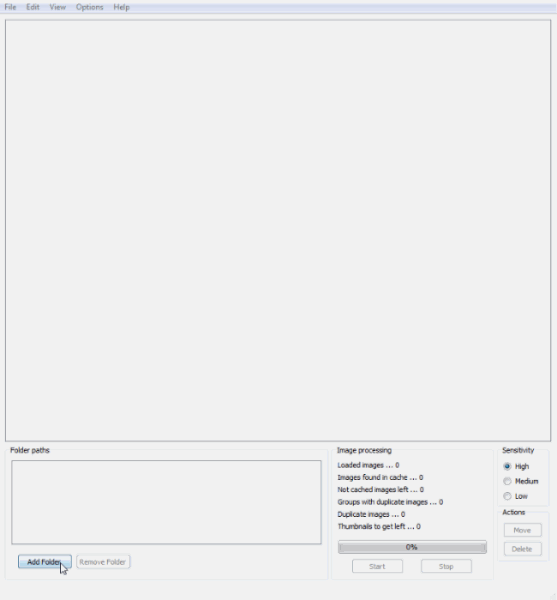 File Edit View Options Help
Folder paths
Add Folder Remove Folder
Image processing
Loaded images ... 0
Images found in cache ... 0
Not cached images left ... 0
Groups with duplicate images ... 0
Duplicate images ... 0
Thumbnails to get left ... 0
0%
Start Stop
Sensitivity
High
Medium
Low
Actions
Move
Delete